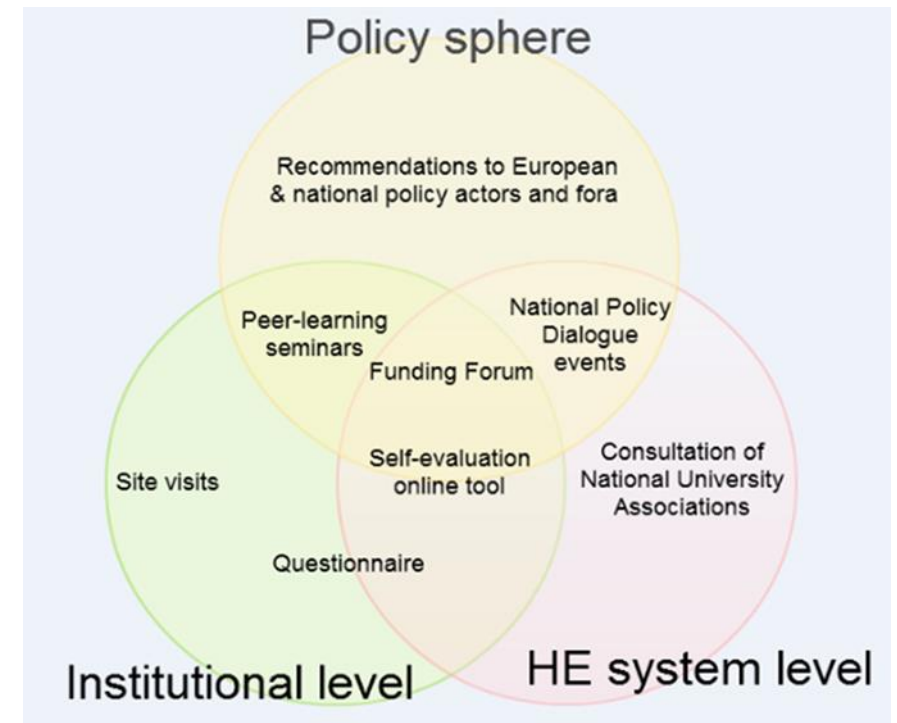 Policy sphere
Recommendations to European
& national policy actors and fora
Peer-learning
seminars
National Policy
Dialogue
events
Funding Forum
Self-evaluation
online tool
Consultation of
National University
Associations
Site visits
Questionnaire
Institutional level
HE system level